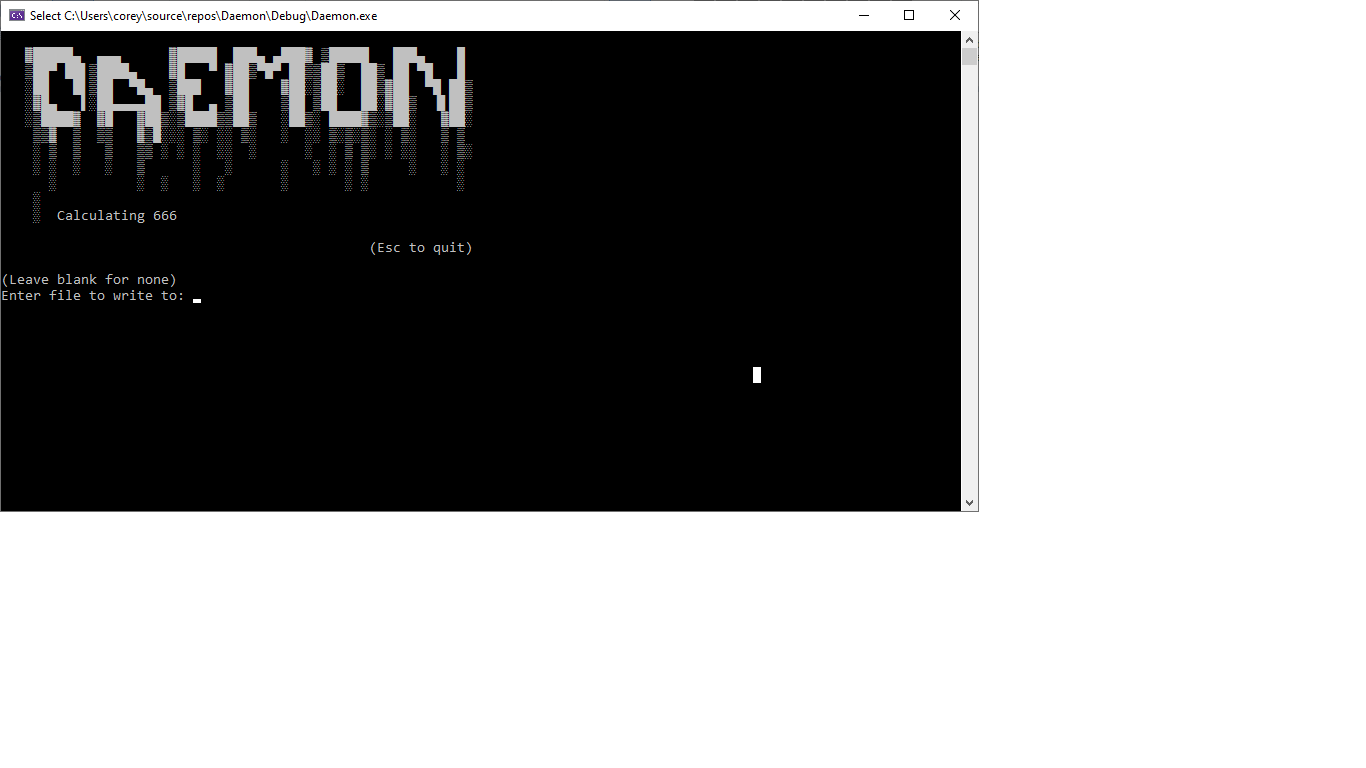 Select C:\Users\corey\source\repos\Daemon\Debug\Daemon.exe
DAEMON
Calculating 666
(Esc to quit)
(Leave blank for none)
Enter file to write to: